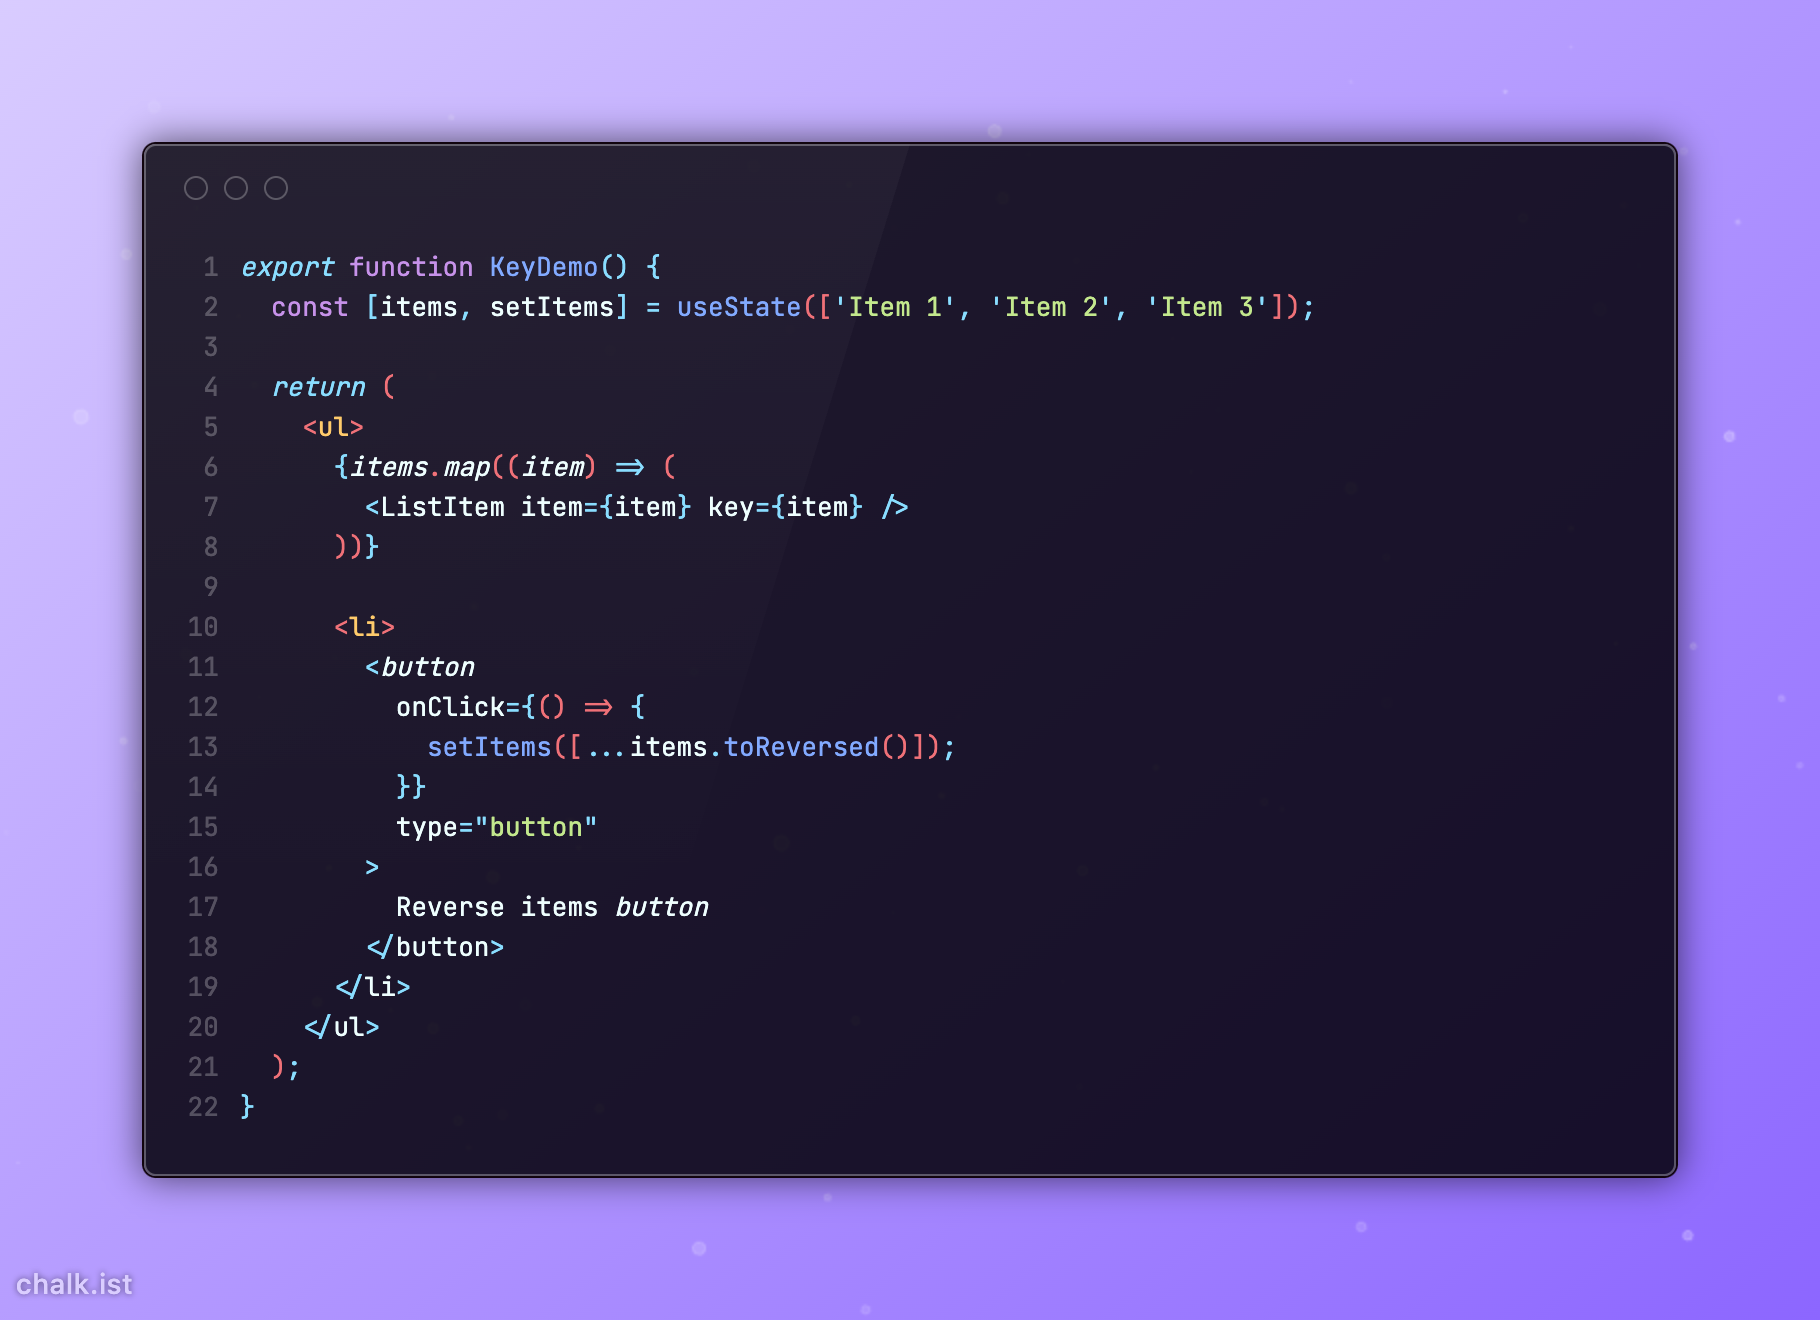 1 export function KeyDemo() {
2   const [items, setItems] = useState(['Item 1', 'Item 2', 'Item 3']);
3
4   return (
5     <ul>
6       {items.map((item) => (
7         <ListItem item={item} key={item} />
8       ))}
9
10       <li>
11         <button
12           onClick={() => {
13             setItems([...items.toReversed()]);
14           }}
15           type="button"
16         >
17           Reverse items button
18         </button>
19       </li>
20     </ul>
21   );
22 }
chalk.ist